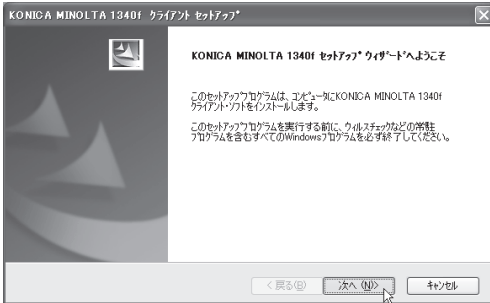 KONICA MINOLTA 1340f クライアント セットアップ
KONICA MINOLTA 1340f セットアップ ウィザードへようこそ
このセットアッププログラムは、コンピュータにKONICA MINOLTA 1340f
クライアント・ソフトをインストールします。
このセットアッププログラムを実行する前に、ウィルスチェックなどの常駐
プログラムを含むすべてのWindowsプログラムを必ず終了してください。
< 戻る(B)
次へ (N)>
キャンセル